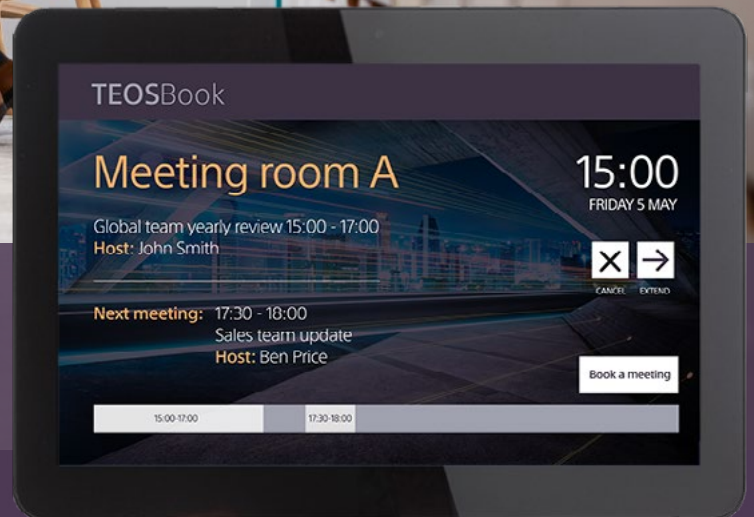 TEOSBook
Meeting room A
15:00
FRIDAY 5 MAY
Global team yearly review 15:00 - 17:00
Host: John Smith
CANCEL EXTEND
Next meeting: 17:30 - 18:00
Sales team update
Host: Ben Price
Book a meeting
15:00-17:00 17:30-18:00